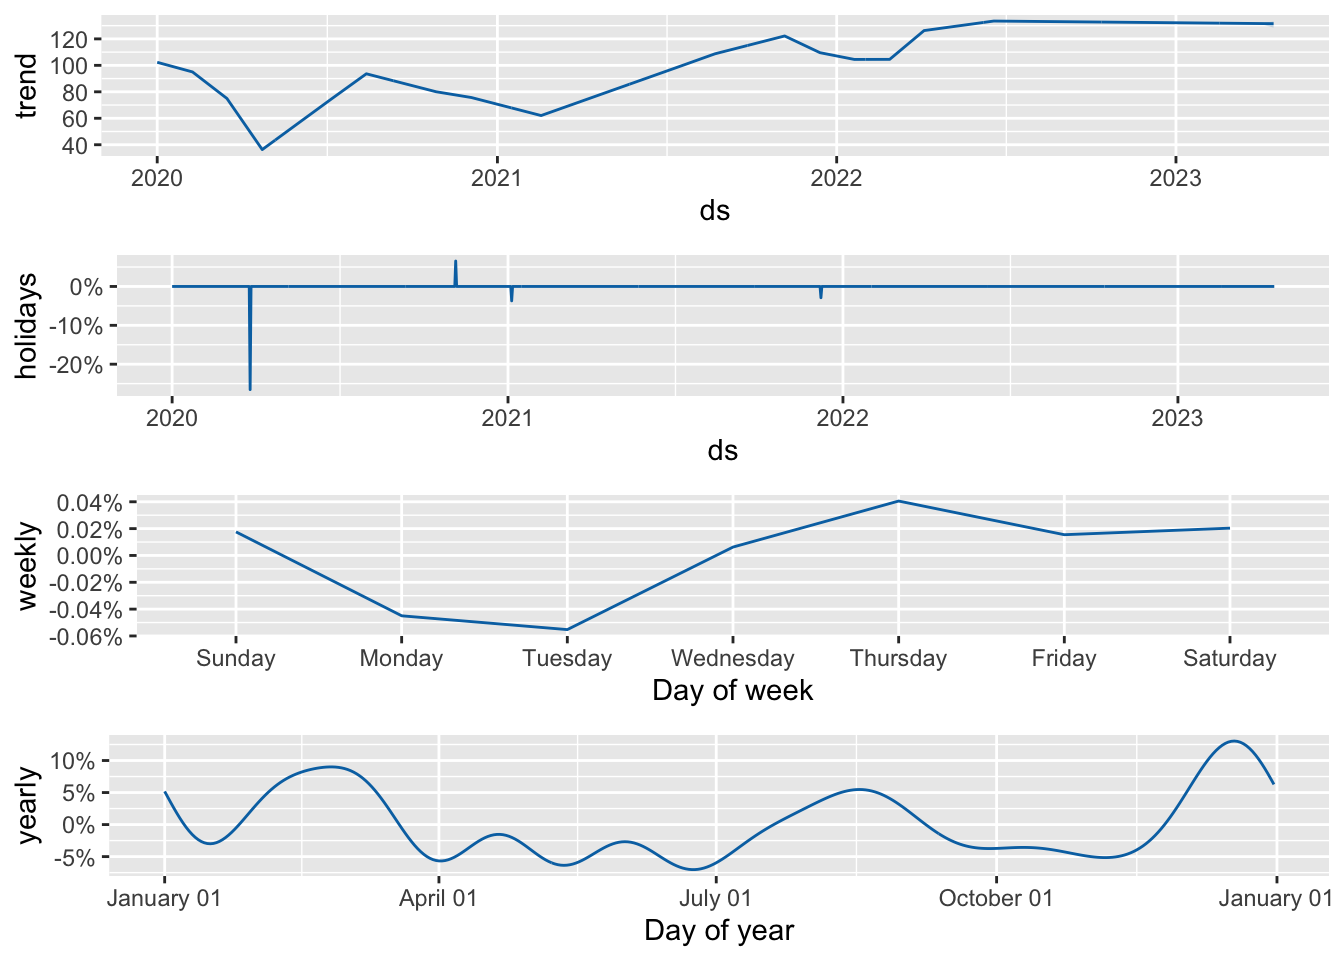 trend
120
100
80
60
40
2020 2021 2022 2023
ds
holidays
0%
-10%
-20%
2020 2021 2022 2023
ds
weekly
0.04%
0.02%
0.00%
-0.02%
-0.04%
-0.06%
Sunday Monday Tuesday Wednesday Thursday Friday Saturday
Day of week
yearly
10%
5%
0%
-5%
January 01 April 01 July 01 October 01 January 01
Day of year